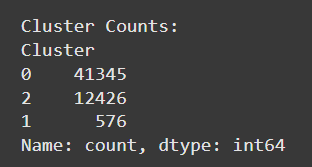 Cluster Counts:
Cluster
0    41345
2    12426
1      576
Name: count, dtype: int64